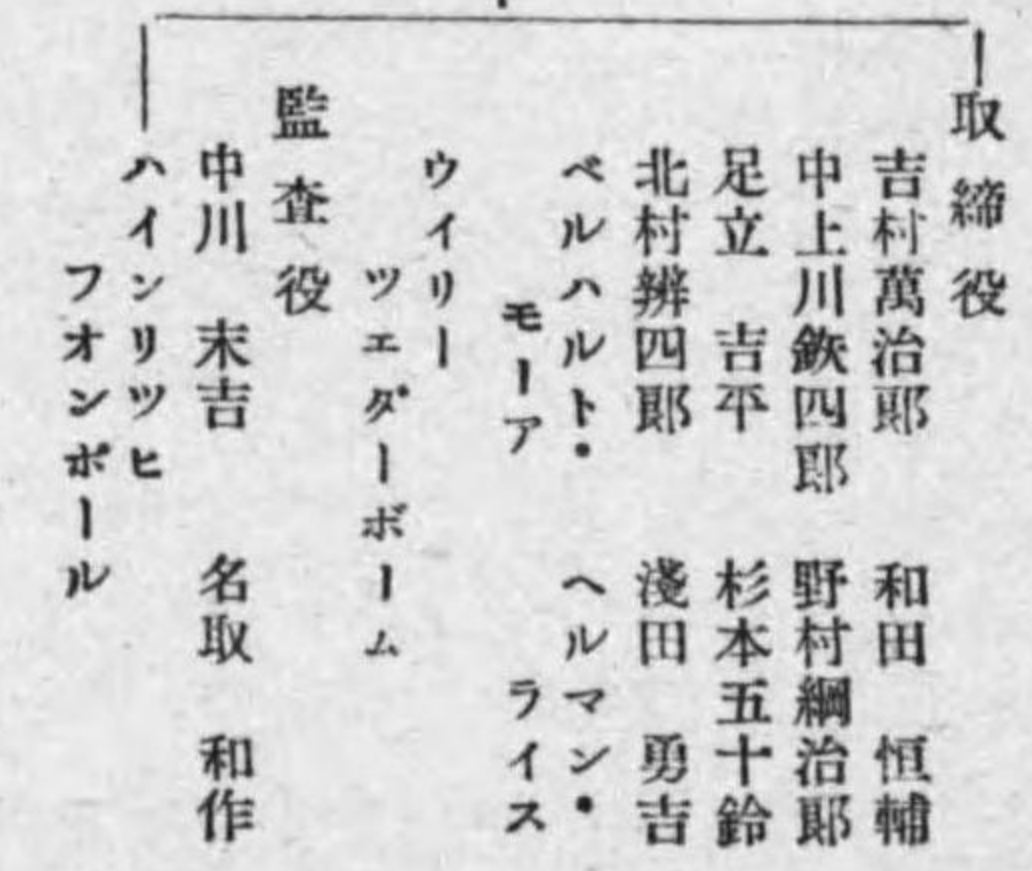 取締役
吉村萬治郎 和田 恒輔
中上川鉄四郎 野村綱治郎
足立 吉平 杉本五十鈴
北村辨四郎 淺田 勇吉
ベルハルト・ ヘルマン・
モーア ライス
ウイリー
ツェダーボーム
監査役
中川 末吉 名取 和作
ハインリツヒ
フオンポール